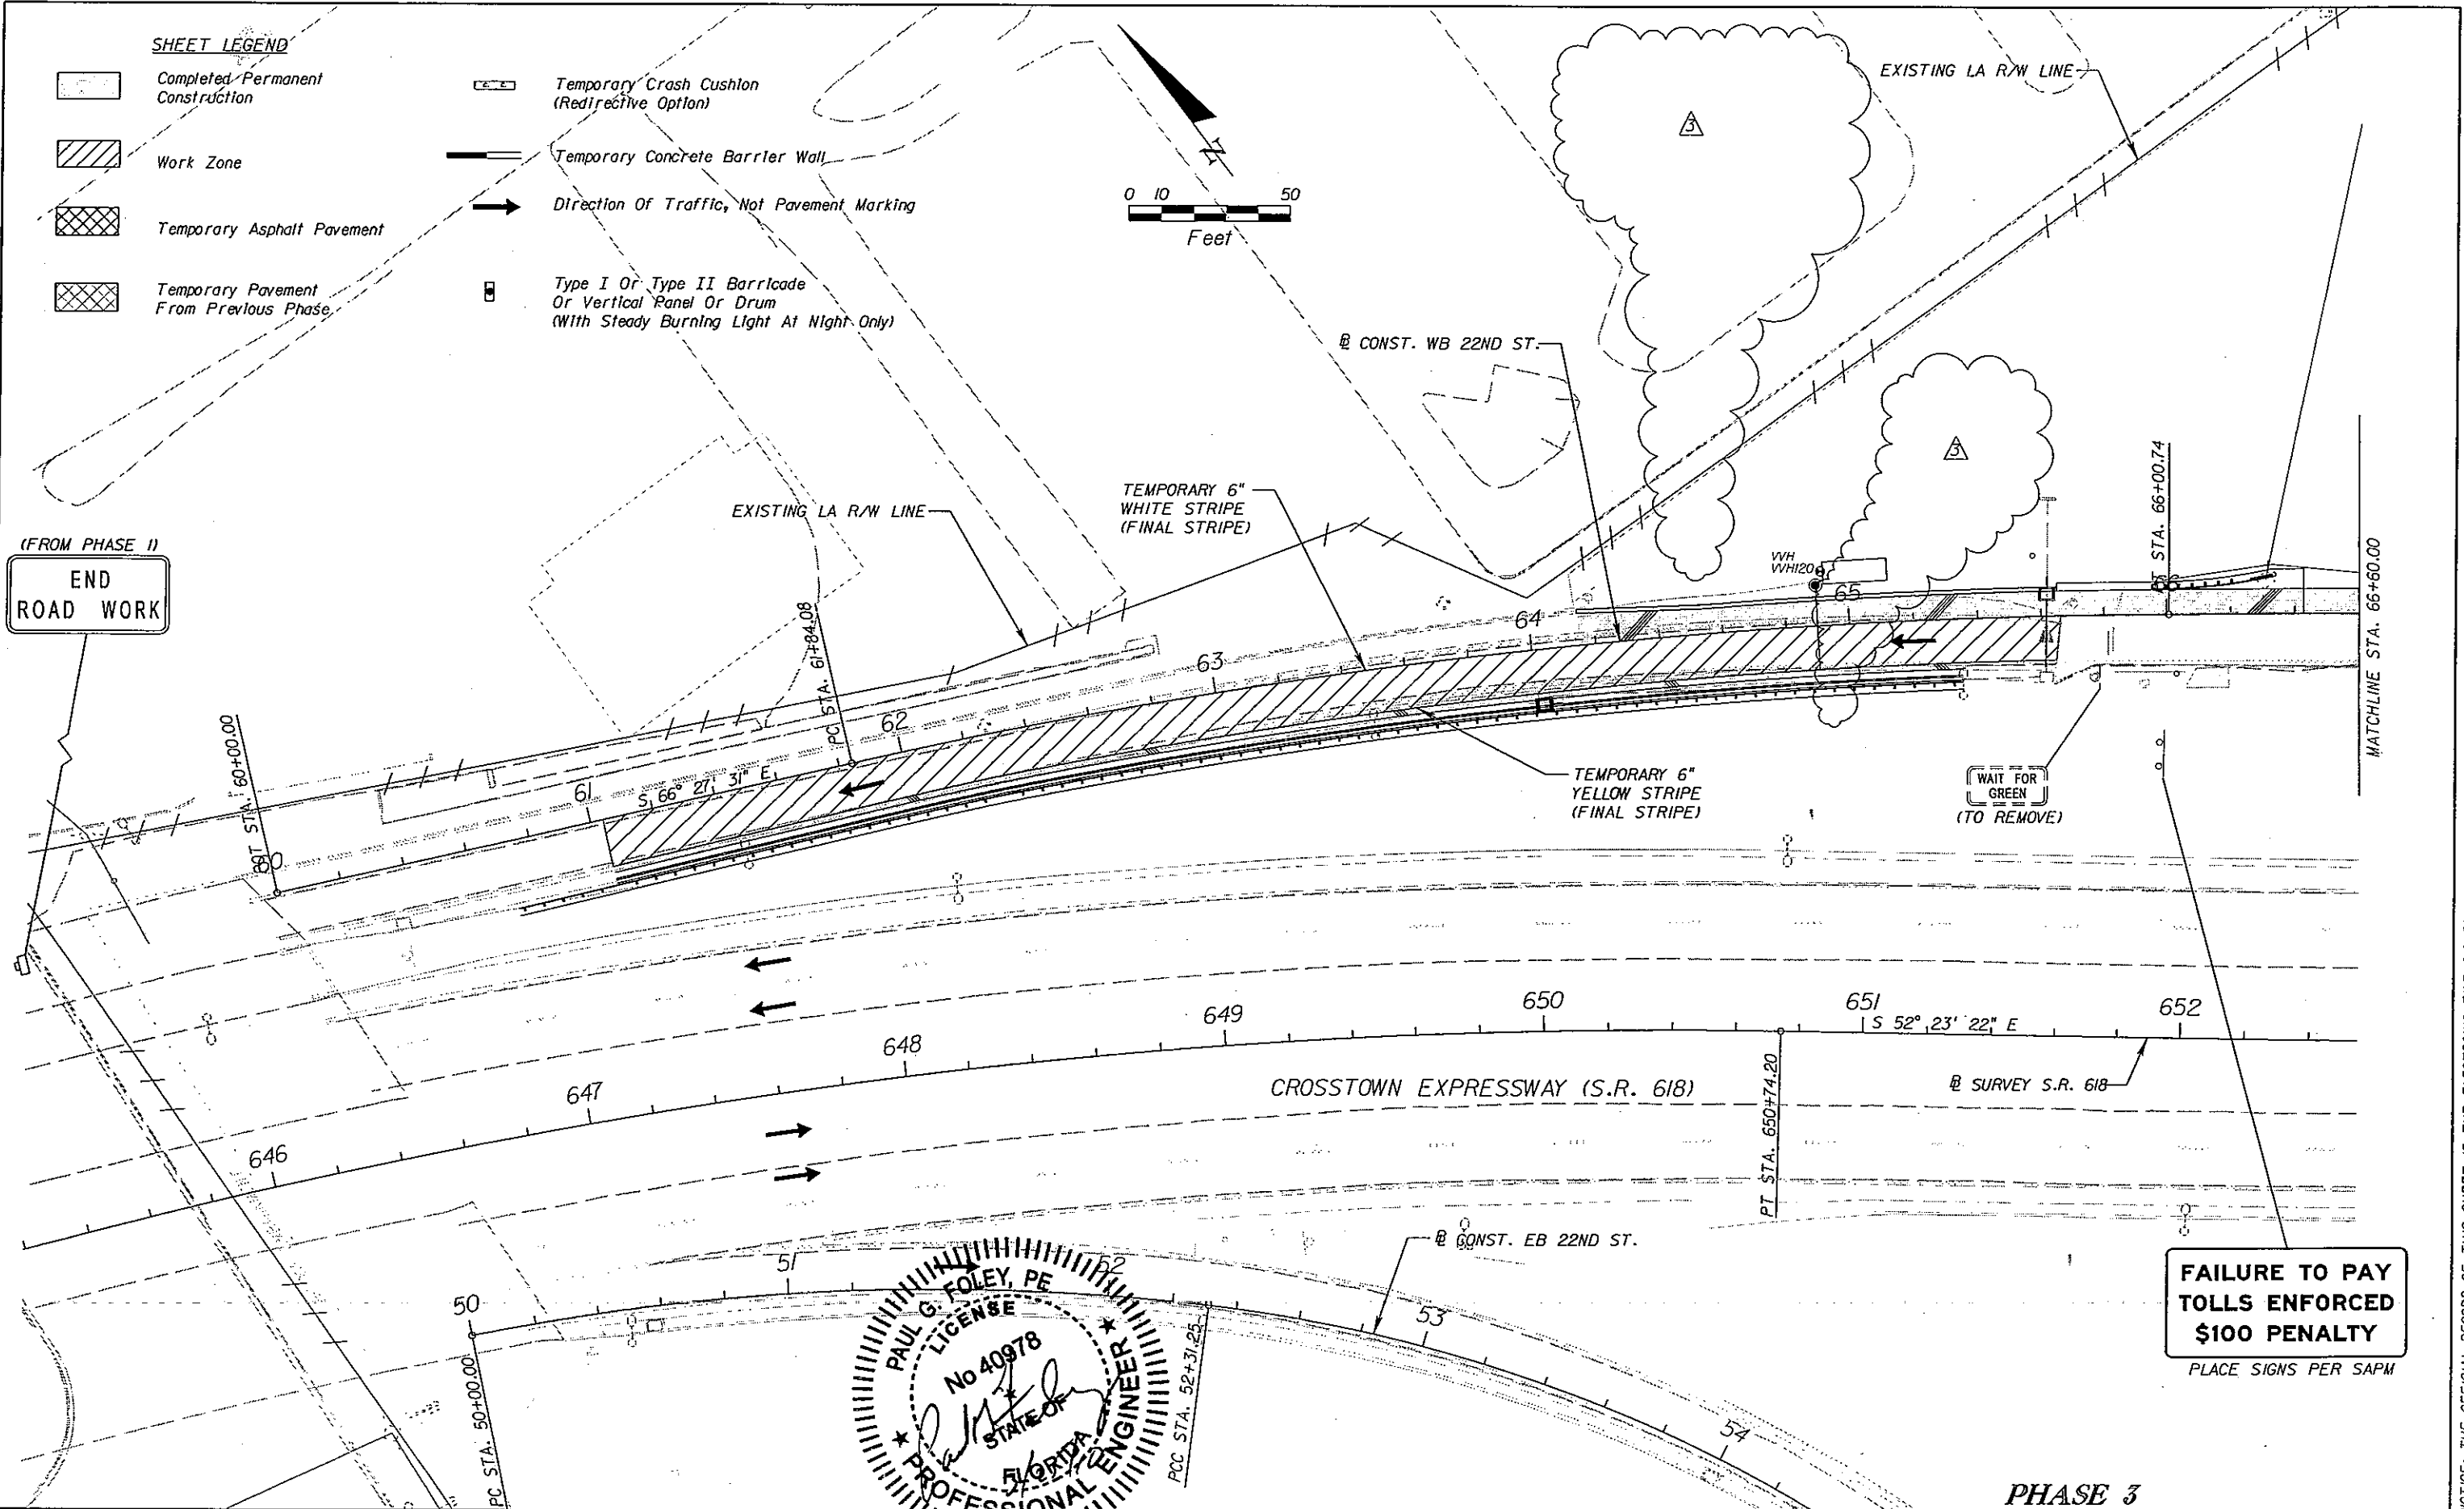 SHEET LEGEND
Completed Permanent
Construction
Work Zone
Temporary Asphalt Pavement
Temporary Pavement
From Previous Phase
Temporary Crash Cushion
(Redirective Option)
Temporary Concrete Barrier Wall
Direction Of Traffic, Not Pavement Marking
Type I Or Type II Barricade
Or Vertical Panel Or Drum
(With Steady Burning Light At Night Only)
N
0 10 50
Feet
3
EXISTING LA R/W LINE
℄ CONST. WB 22ND ST.
3
EXISTING LA R/W LINE
TEMPORARY 6"
WHITE STRIPE
(FINAL STRIPE)
(FROM PHASE 1)
END
ROAD WORK
VVH
VVH120
STA. 66+00.74
MATCHLINE STA. 66+60.00
PC STA. 61+84.08
STA. 60+00.00
60
61
62
63
64
65
66
S 66° 27' 31" E
TEMPORARY 6"
YELLOW STRIPE
(FINAL STRIPE)
WAIT FOR
GREEN
(TO REMOVE)
646
647
648
649
650
651
652
S 52° 23' 22" E
CROSSTOWN EXPRESSWAY (S.R. 618)
℄ SURVEY S.R. 618
PT STA. 650+74.20
℄ CONST. EB 22ND ST.
50
51
52
53
54
PC STA. 50+00.00
PCC STA. 52+31.25
PAUL G. FOLEY, PE
LICENSE
No 40978
STATE OF
FLORIDA
PROFESSIONAL ENGINEER
FAILURE TO PAY
TOLLS ENFORCED
$100 PENALTY
PLACE SIGNS PER SAPM
PHASE 3